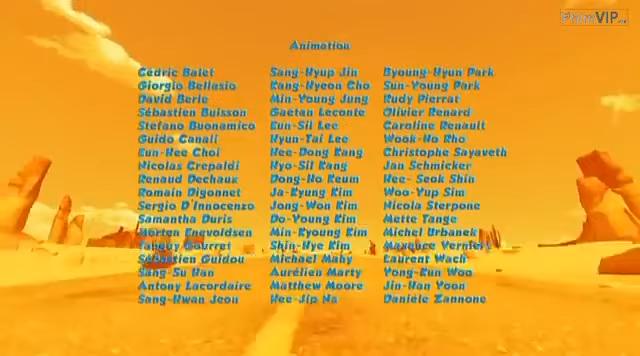 PrimVIP
Animation
Cédric Balet Sang-Hyup Jin Byoung-Hyun Park
Giorgio Bellasio Kang-Hyeon Cho Sun-Young Park
David Berle Min-Young Jung Rudy Pierrat
Sébastien Buisson Gaetan Leconte Olivier Renard
Stefano Buonamico Eun-Sil Lee Caroline Renault
Guido Canali Hyun-Tai Lee Wook-Ho Rho
Eun-Hee Choi Hee-Dong Kang Christophe Sayaveth
Nicolas Crepaldi Hyo-Sil Kang Jan Schmicker
Renaud Dechaux Dong-Ho Keum Hee- Seok Shin
Romain Digonnet Ja-Kyung Kim Woo-Yup Sim
Sergio D'Innocenzo Jong-Won Kim Nicola Sterpone
Samantha Duris Do-Young Kim Mette Tange
Morten Enevoldsen Min-Kyoung Kim Michel Urbanek
Tanguy Gourret Shin-Hye Kim Maxence Verniers
Sébastien Guidou Michael Mahy Laurent Wach
Sang-Su Han Aurélien Marty Yong-Kun Woo
Antony Lacordaire Matthew Moore Jin-Han Yoon
Sang-Hwan Jeon Hee-Jip Na Danièle Zannone